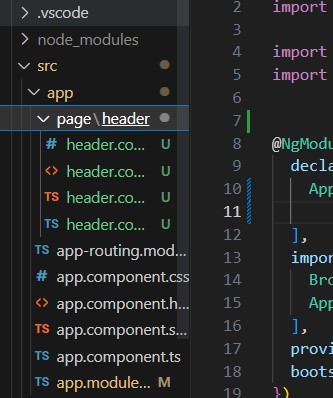 .vscode
node_modules
src
app
page\header
# header.co... U
<> header.co... U
TS header.co... U
TS header.co... U
TS app-routing.mod...
# app.component.css
<> app.component.h...
TS app.component.s...
TS app.component.ts
TS app.module... M
2 import
3
4 import
5 import
6
7
8 @NgModu
9 decla
10 App
11
12 ],
13 impor
14 Bro
15 App
16 ],
17 provi
18 boots
19 })